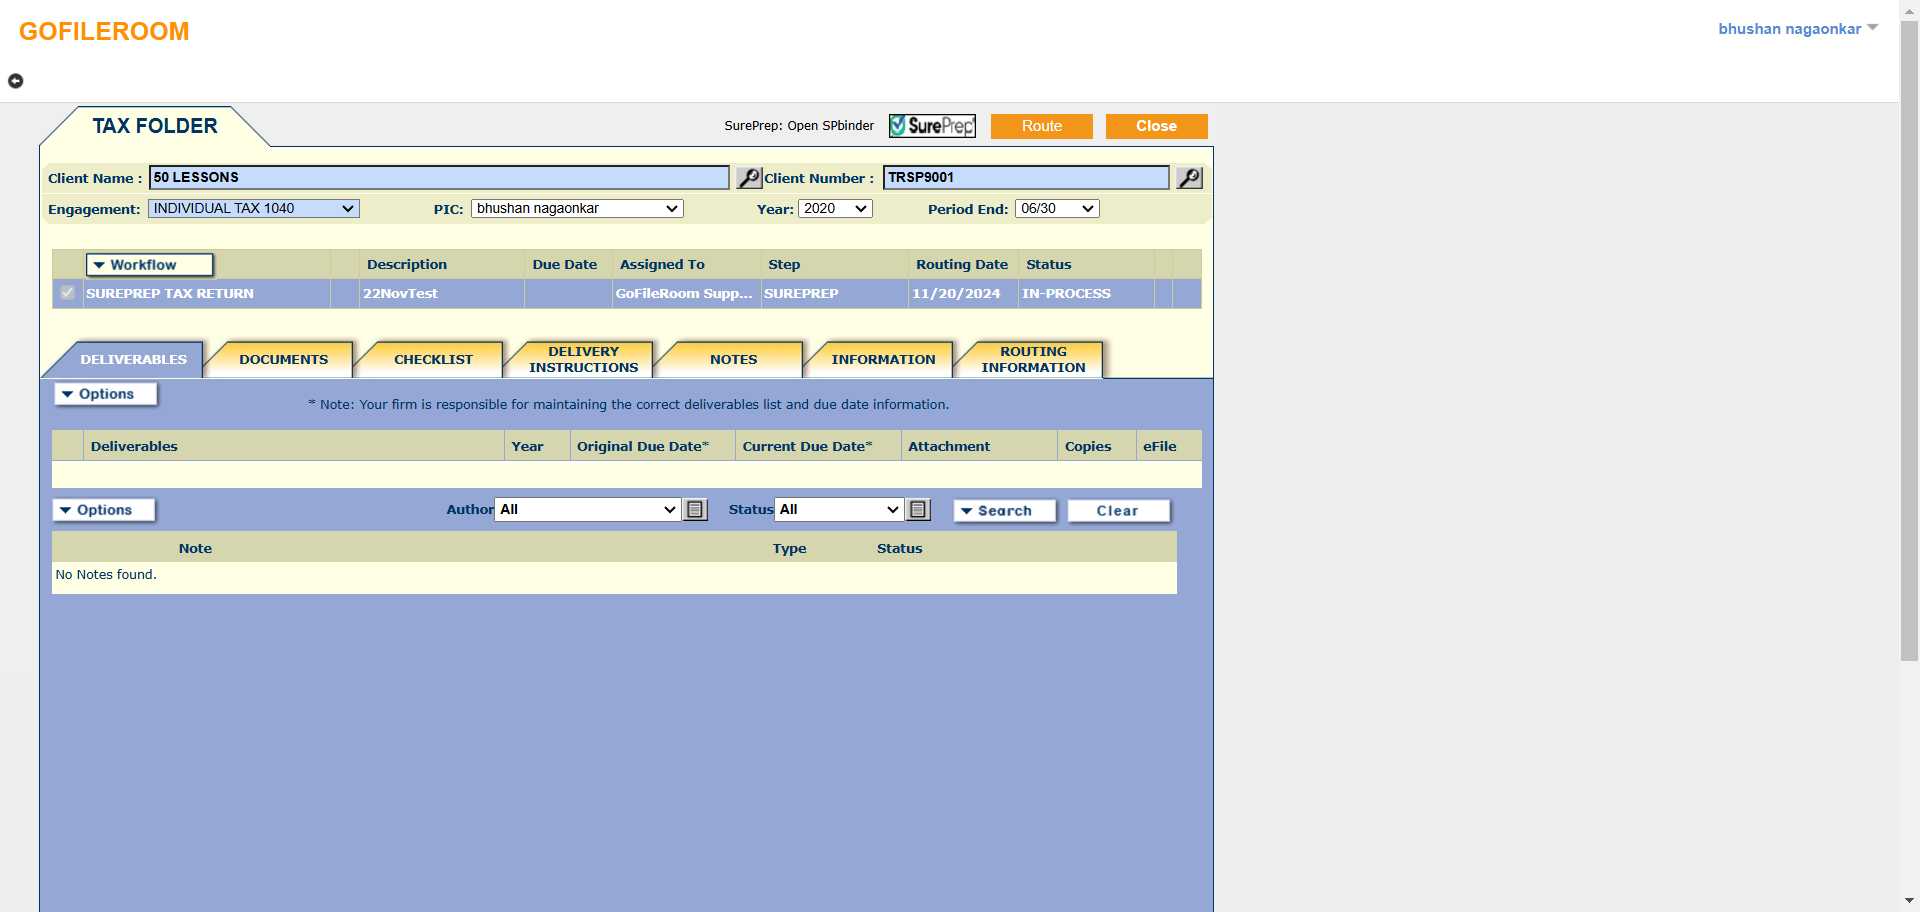 GOFILEROOM
bhushan nagaonkar
TAX FOLDER
SurePrep: Open SPbinder
SurePrep
Route
Close
Client Name :
50 LESSONS
Client Number :
TRSP9001
Engagement:
INDIVIDUAL TAX 1040
PIC:
bhushan nagaonkar
Year:
2020
Period End:
06/30
Workflow Description Due Date Assigned To Step Routing Date Status
SUREPREP TAX RETURN 22NovTest GoFileRoom Supp... SUREPREP 11/20/2024 IN-PROCESS
DELIVERABLES
DOCUMENTS
CHECKLIST
DELIVERY
INSTRUCTIONS
NOTES
INFORMATION
ROUTING
INFORMATION
Options
* Note: Your firm is responsible for maintaining the correct deliverables list and due date information.
Deliverables Year Original Due Date* Current Due Date* Attachment Copies eFile
Options
Author
All
Status
All
Search
Clear
Note Type Status
No Notes found.